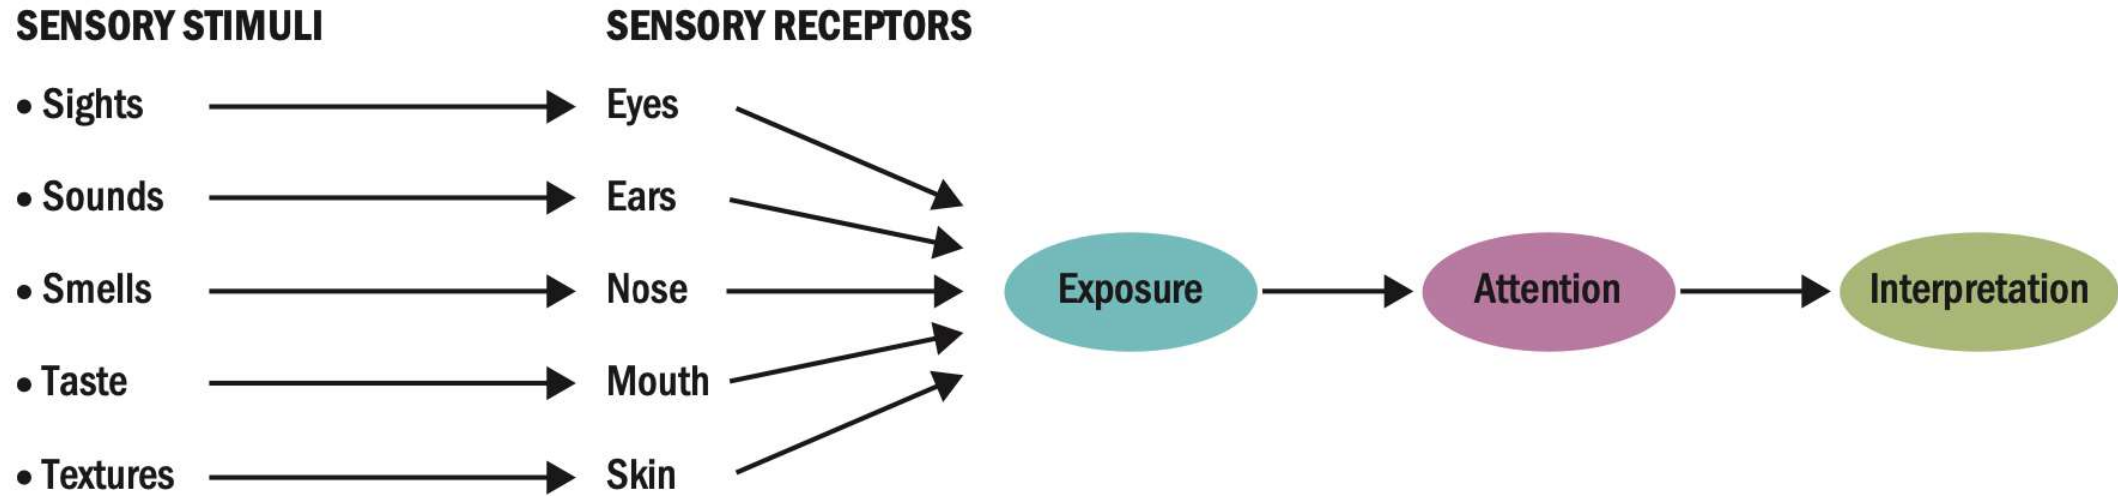 SENSORY STIMULI
SENSORY RECEPTORS
• Sights
Eyes
• Sounds
Ears
• Smells
Nose
Exposure
Attention
Interpretation
• Taste
Mouth
• Textures
Skin